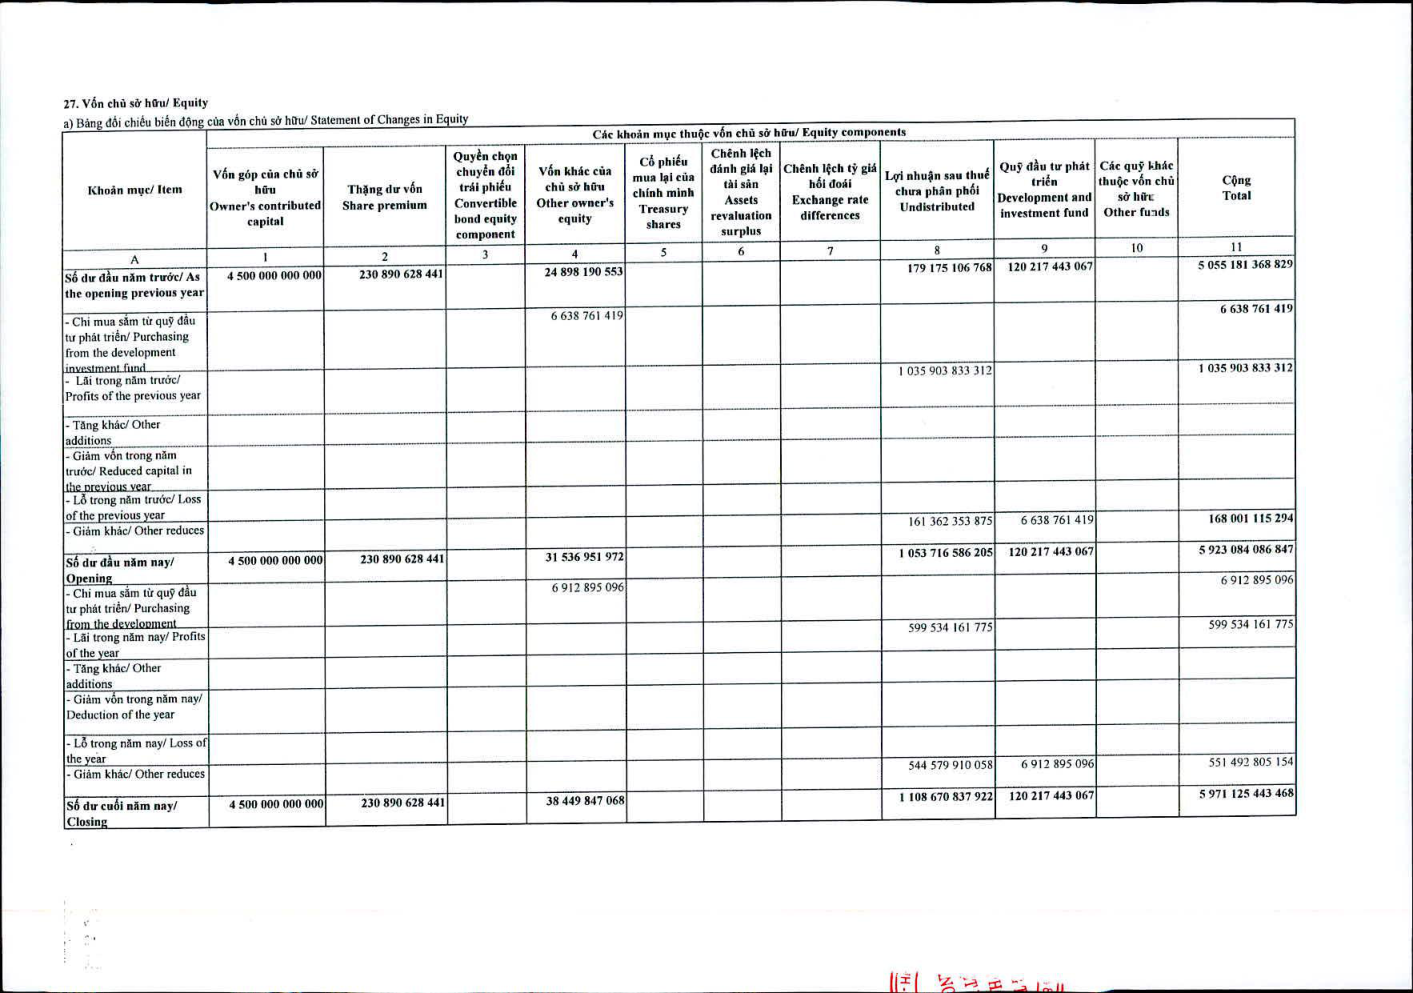 27. Vốn chủ sở hữu/ Equity
a) Bảng đối chiếu biến động của vốn chủ sở hữu/ Statement of Changes in Equity
Khoản mục/ Item
Các khoản mục thuộc vốn chủ sở hữu/ Equity components
Vốn góp của chủ sở
hữu
Owner's contributed
capital
Thặng dư vốn
Share premium
Quyền chọn
chuyển đổi
trái phiếu
Convertible
bond equity
component
Vốn khác của
chủ sở hữu
Other owner's
equity
Cổ phiếu
mua lại của
chính mình
Treasury
shares
Chênh lệch
đánh giá lại
tài sản
Assets
revaluation
surplus
Chênh lệch tỷ giá
hối đoái
Exchange rate
differences
Lợi nhuận sau thuế
chưa phân phối
Undistributed
Quỹ đầu tư phát
triển
Development and
investment fund
Các quỹ khác
thuộc vốn chủ
sở hữu
Other funds
Cộng
Total
A 1 2 3 4 5 6 7 8 9 10 11
Số dư đầu năm trước/ As 4 500 000 000 000 230 890 628 441 24 898 190 553 179 175 106 768 120 217 443 067 5 055 181 368 829
the opening previous year
- Chi mua sắm từ quỹ đầu 6 638 761 419 6 638 761 419
tư phát triển/ Purchasing
from the development
investment fund
- Lãi trong năm trước/ 1 035 903 833 312 1 035 903 833 312
Profits of the previous year
- Tăng khác/ Other
additions
- Giảm vốn trong năm
trước/ Reduced capital in
the previous year
- Lỗ trong năm trước/ Loss
of the previous year
- Giảm khác/ Other reduces 161 362 353 875 6 638 761 419 168 001 115 294
Số dư đầu năm nay/ 4 500 000 000 000 230 890 628 441 31 536 951 972 1 053 716 586 205 120 217 443 067 5 923 084 086 847
Opening
- Chi mua sắm từ quỹ đầu 6 912 895 096 6 912 895 096
tư phát triển/ Purchasing
from the development
- Lãi trong năm nay/ Profits 599 534 161 775 599 534 161 775
of the year
- Tăng khác/ Other
additions
- Giảm vốn trong năm nay/
Deduction of the year
- Lỗ trong năm nay/ Loss of
the year
- Giảm khác/ Other reduces 544 579 910 058 6 912 895 096 551 492 805 154
Số dư cuối năm nay/ 4 500 000 000 000 230 890 628 441 38 449 847 068 1 108 670 837 922 120 217 443 067 5 971 125 443 468
Closing